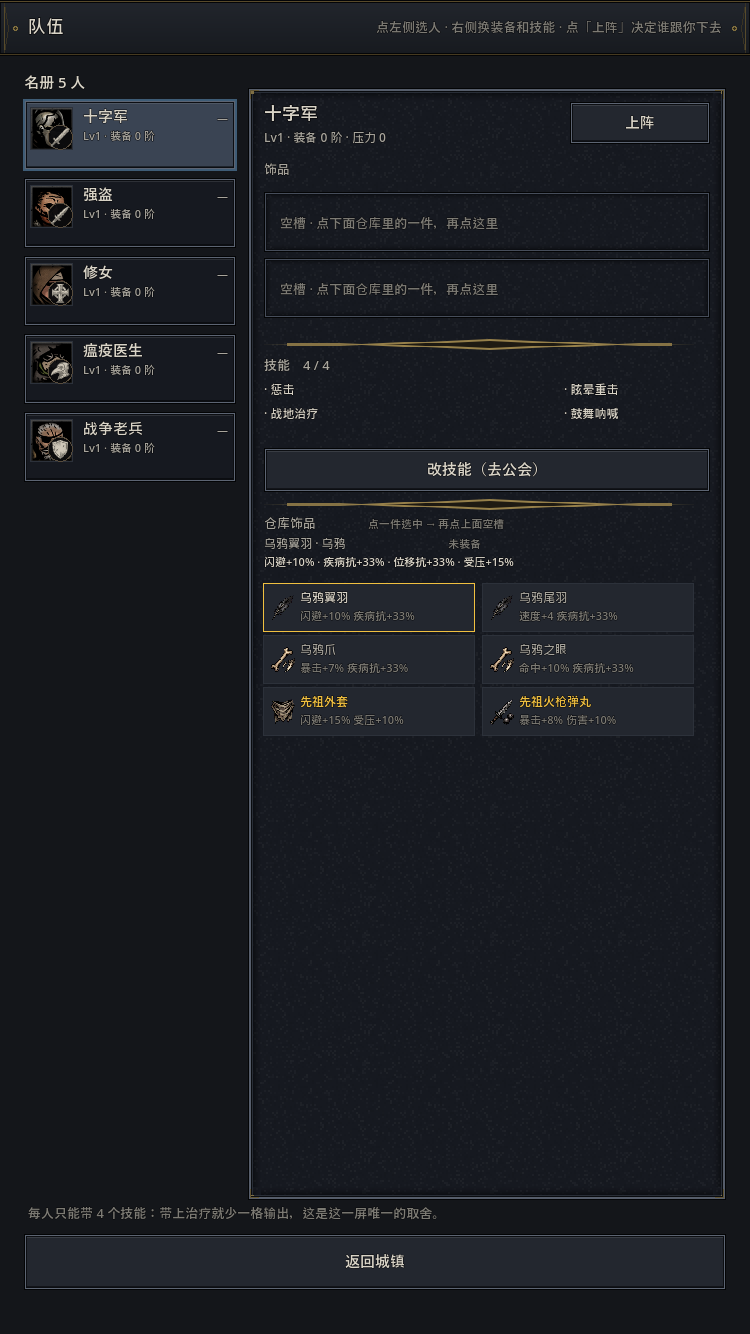 队伍
点左侧选人 · 右侧换装备和技能 · 点「上阵」决定谁跟你下去
名册 5 人
十字军 —
Lv1 · 装备 0 阶
强盗 —
Lv1 · 装备 0 阶
修女 —
Lv1 · 装备 0 阶
瘟疫医生 —
Lv1 · 装备 0 阶
战争老兵 —
Lv1 · 装备 0 阶
十字军
Lv1 · 装备 0 阶 · 压力 0
上阵
饰品
空槽 · 点下面仓库里的一件，再点这里
空槽 · 点下面仓库里的一件，再点这里
技能 4 / 4
· 惩击 · 眩晕重击
· 战地治疗 · 鼓舞呐喊
改技能（去公会）
仓库饰品 点一件选中 → 再点上面空槽
乌鸦翼羽 · 乌鸦 未装备
闪避+10% · 疾病抗+33% · 位移抗+33% · 受压+15%
乌鸦翼羽
闪避+10% 疾病抗+33%
乌鸦尾羽
速度+4 疾病抗+33%
乌鸦爪
暴击+7% 疾病抗+33%
乌鸦之眼
命中+10% 疾病抗+33%
先祖外套
闪避+15% 受压+10%
先祖火枪弹丸
暴击+8% 伤害+10%
每人只能带 4 个技能：带上治疗就少一格输出，这是这一屏唯一的取舍。
返回城镇